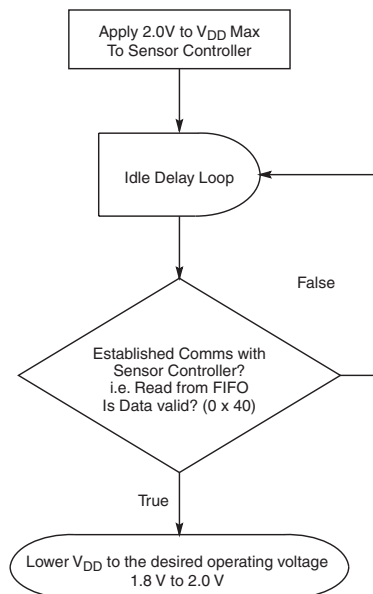 Apply 2.0V to VDD Max
To Sensor Controller
Idle Delay Loop
False
Established Comms with
Sensor Controller?
i.e. Read from FIFO
Is Data valid? (0 x 40)
True
Lower VDD to the desired operating voltage
1.8 V to 2.0 V